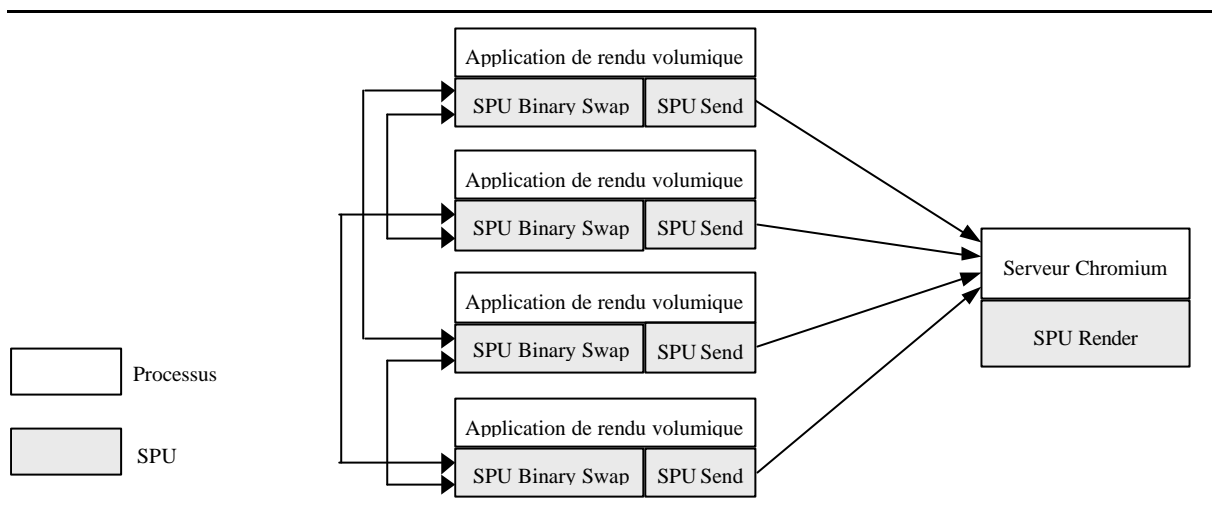 Application de rendu volumique
SPU Binary Swap SPU Send
Application de rendu volumique
SPU Binary Swap SPU Send
Serveur Chromium
Application de rendu volumique
SPU Binary Swap SPU Send
SPU Render
Processus
Application de rendu volumique
SPU Binary Swap SPU Send
SPU